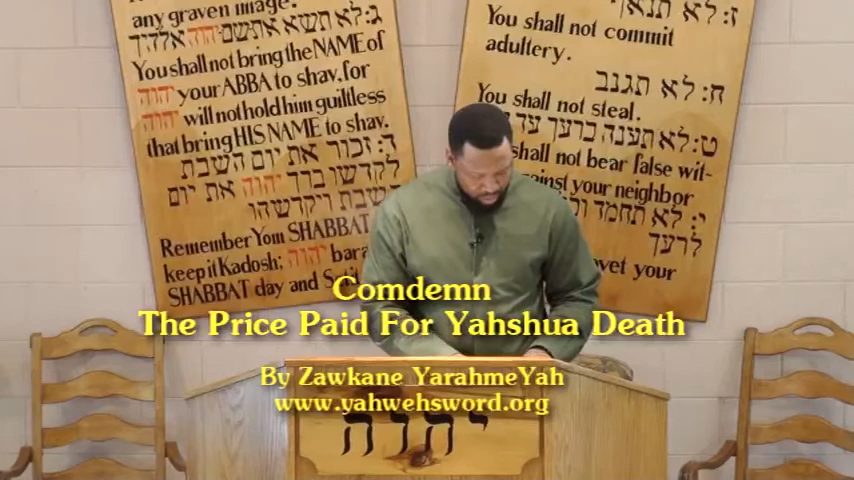 any graven image.
ג: לא תשא את שם יהוה אלהיך
You shall not bring the NAME of
יהוה your ABBA to shav, for
יהוה will not hold him guiltless
that bring HIS NAME to shav.
ד: זכור את יום השבת
לקדשו ברך יהוה את יום
השבת ויקדשהו
Remember Yom SHABBAT
keep it Kadosh; יהוה bara
SHABBAT day and
ז: לא תנאף
You shall not commit
adultery.
ח: לא תגנב
You shall not steal.
ט: לא תענה ברעך עד
shall not bear false wit-
against your neighbor.
י: לא תחמד
לרעך
covet your
Comdemn
The Price Paid For Yahshua Death
By Zawkane YarahmeYah
www.yahwehsword.org
יהוה